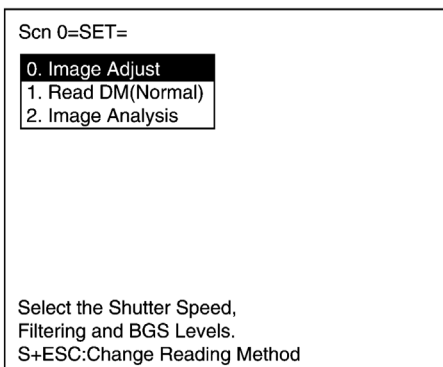 Scn 0=SET=
0. Image Adjust
1. Read DM(Normal)
2. Image Analysis
Select the Shutter Speed,
Filtering and BGS Levels.
S+ESC:Change Reading Method